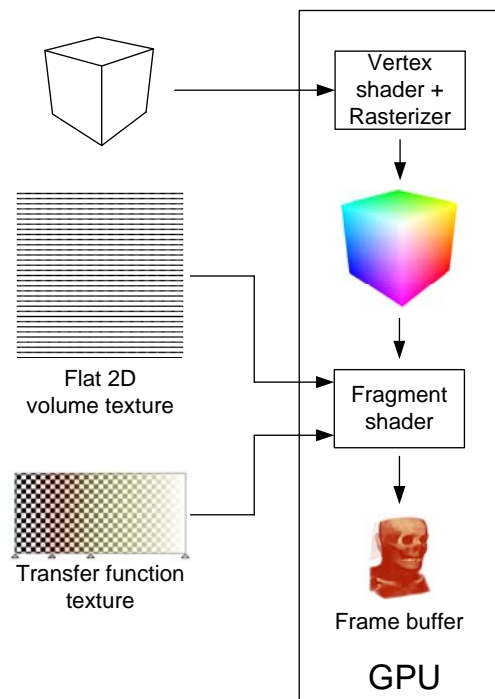 Vertex
shader +
Rasterizer
Flat 2D
volume texture
Fragment
shader
Transfer function
texture
Frame buffer
GPU